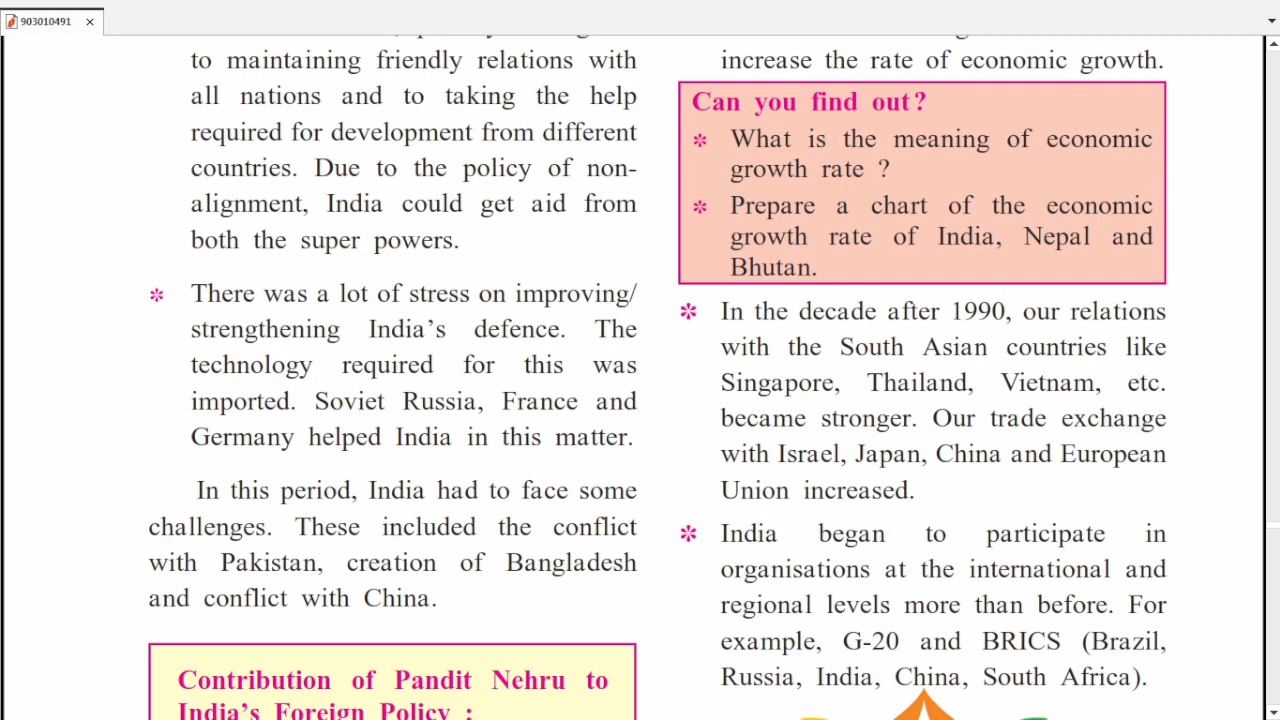 903010491
to maintaining friendly relations with
all nations and to taking the help
required for development from different
countries. Due to the policy of non-
alignment, India could get aid from
both the super powers.
* There was a lot of stress on improving/
strengthening India's defence. The
technology required for this was
imported. Soviet Russia, France and
Germany helped India in this matter.
In this period, India had to face some
challenges. These included the conflict
with Pakistan, creation of Bangladesh
and conflict with China.
Contribution of Pandit Nehru to
India's Foreign Policy :
increase the rate of economic growth.
Can you find out?
* What is the meaning of economic
growth rate ?
* Prepare a chart of the economic
growth rate of India, Nepal and
Bhutan.
* In the decade after 1990, our relations
with the South Asian countries like
Singapore, Thailand, Vietnam, etc.
became stronger. Our trade exchange
with Israel, Japan, China and European
Union increased.
* India began to participate in
organisations at the international and
regional levels more than before. For
example, G-20 and BRICS (Brazil,
Russia, India, China, South Africa).